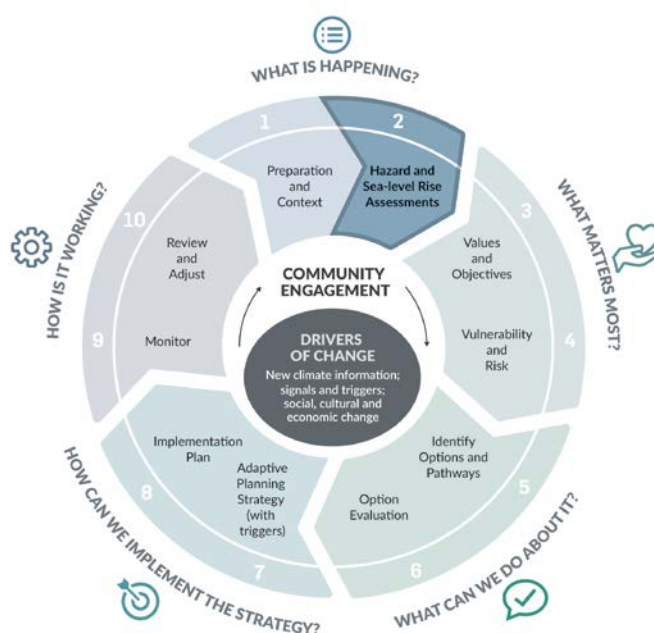 WHAT IS HAPPENING?
1
Preparation
and
Context
2
Hazard and
Sea-level Rise
Assessments
WHAT MATTERS MOST?
3
Values
and
Objectives
4
Vulnerability
and
Risk
WHAT CAN WE DO ABOUT IT?
5
Identify
Options and
Pathways
6
Option
Evaluation
HOW CAN WE IMPLEMENT THE STRATEGY?
7
Adaptive
Planning
Strategy
(with
triggers)
8
Implementation
Plan
HOW IS IT WORKING?
9
Monitor
10
Review
and
Adjust
COMMUNITY
ENGAGEMENT
DRIVERS
OF CHANGE
New climate information;
signals and triggers;
social, cultural and
economic change